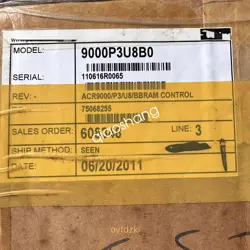 MODEL: 9000P3U8B0
SERIAL: 110616R0065
REV: - ACR9000/P3/U8/BBRAM CONTROL
75068255
SALES ORDER: LINE: 3
SHIP METHOD: SEEN
DATE: 06/20/2011
oyfdzki